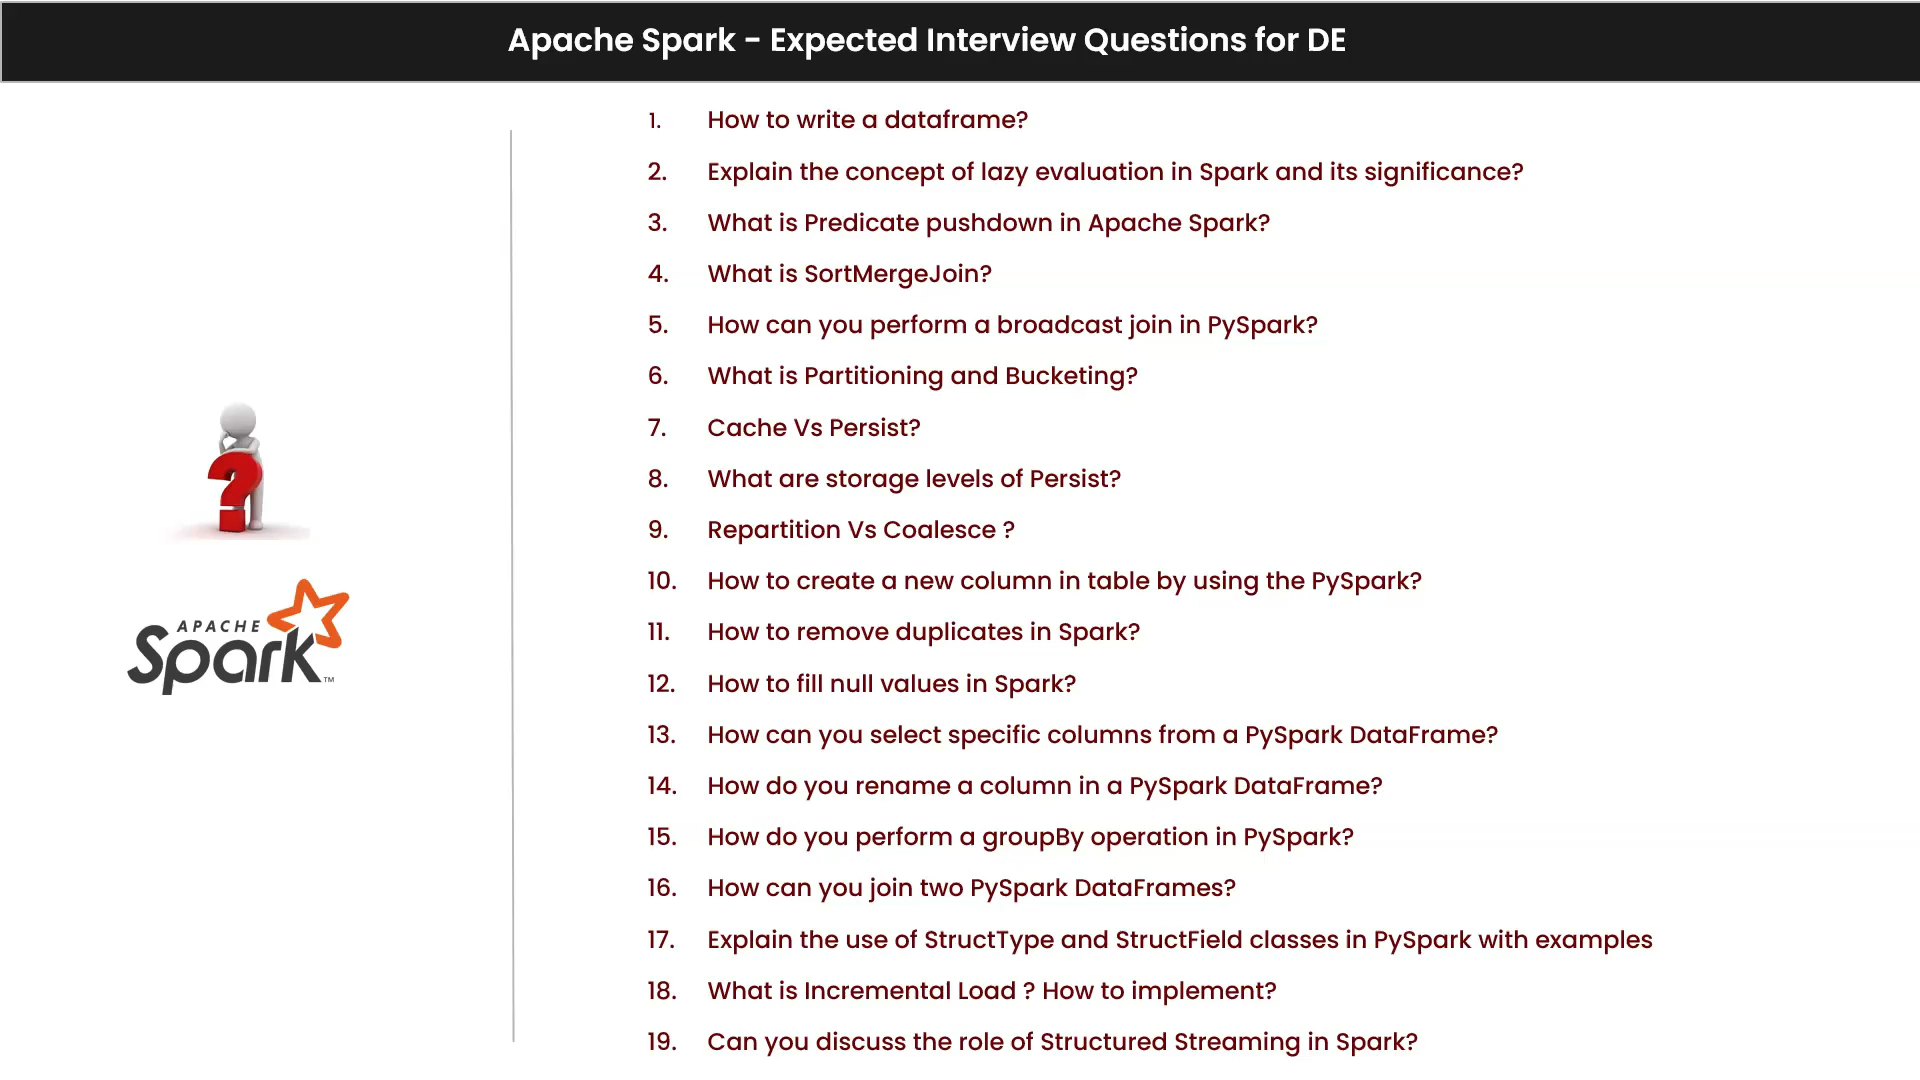 Apache Spark - Expected Interview Questions for DE
1. How to write a dataframe?
2. Explain the concept of lazy evaluation in Spark and its significance?
3. What is Predicate pushdown in Apache Spark?
4. What is SortMergeJoin?
5. How can you perform a broadcast join in PySpark?
6. What is Partitioning and Bucketing?
7. Cache Vs Persist?
8. What are storage levels of Persist?
9. Repartition Vs Coalesce ?
10. How to create a new column in table by using the PySpark?
11. How to remove duplicates in Spark?
12. How to fill null values in Spark?
13. How can you select specific columns from a PySpark DataFrame?
14. How do you rename a column in a PySpark DataFrame?
15. How do you perform a groupBy operation in PySpark?
16. How can you join two PySpark DataFrames?
17. Explain the use of StructType and StructField classes in PySpark with examples
18. What is Incremental Load ? How to implement?
19. Can you discuss the role of Structured Streaming in Spark?
?
APACHE
Spark™